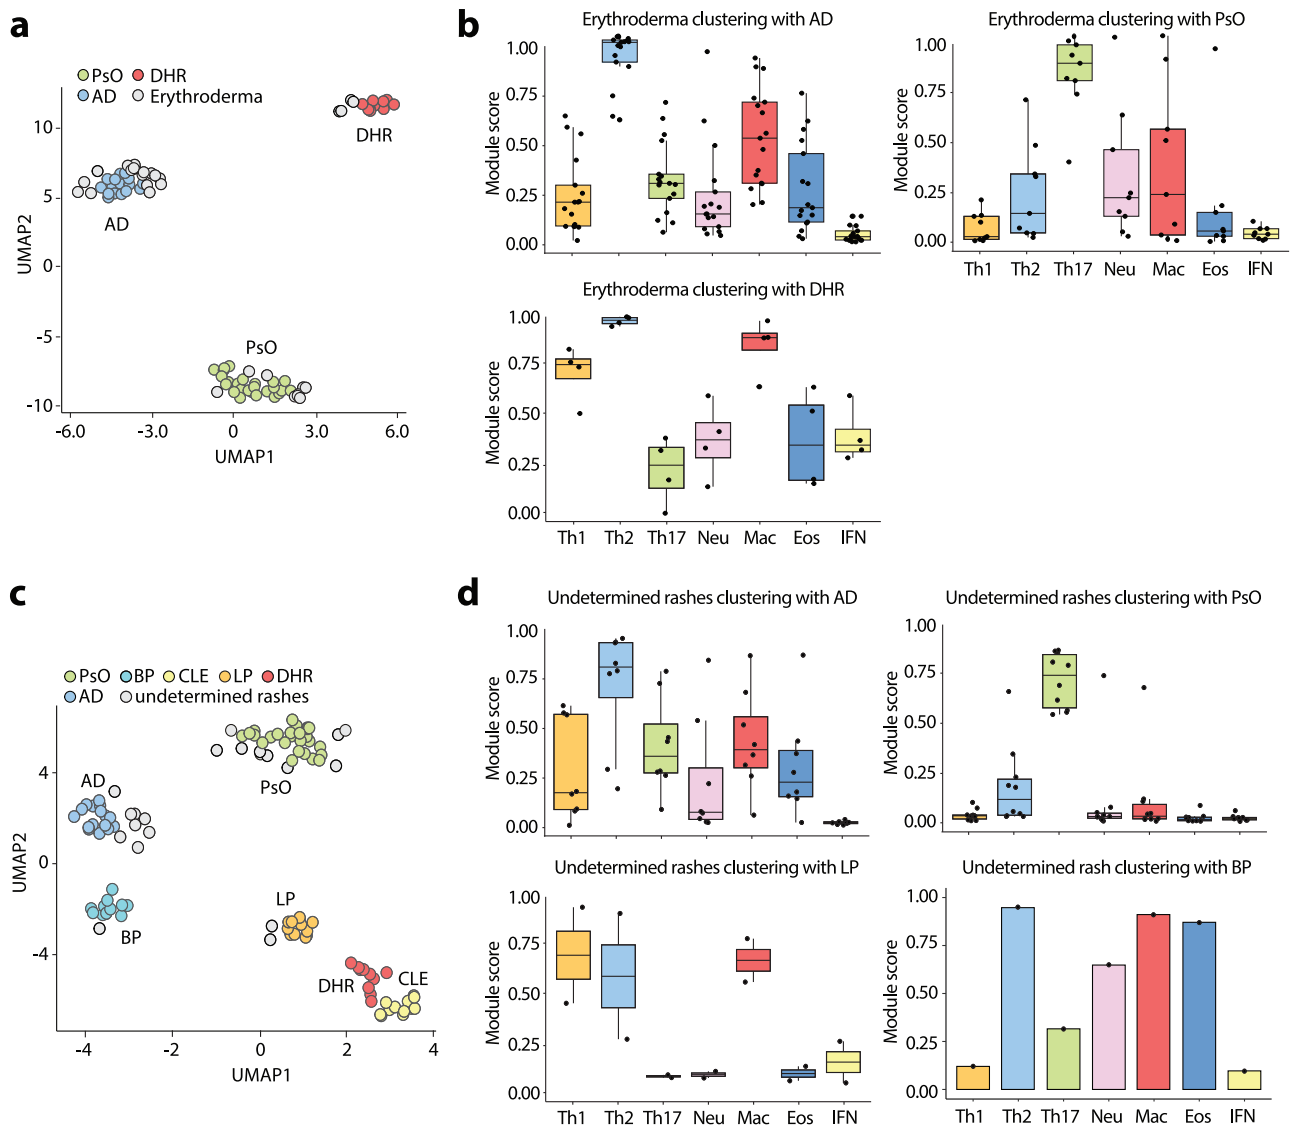 a
PsO DHR
AD Erythroderma
UMAP2
10
5
0
-5
-10
DHR
AD
PsO
-6.0 -3.0 0 3.0 6.0
UMAP1
b
Erythroderma clustering with AD
Module score
1.00
0.75
0.50
0.25
0.00
Erythroderma clustering with PsO
Module score
1.00
0.75
0.50
0.25
0.00
Th1 Th2 Th17 Neu Mac Eos IFN
Erythroderma clustering with DHR
Module score
1.00
0.75
0.50
0.25
0.00
Th1 Th2 Th17 Neu Mac Eos IFN
c
PsO BP CLE LP DHR
AD undetermined rashes
UMAP2
4
0
-4
PsO
AD
BP
LP
DHR
CLE
-4 -2 0 2 4
UMAP1
d
Undetermined rashes clustering with AD
Module score
1.00
0.75
0.50
0.25
0.00
Undetermined rashes clustering with PsO
Module score
1.00
0.75
0.50
0.25
0.00
Undetermined rashes clustering with LP
Module score
1.00
0.75
0.50
0.25
0.00
Th1 Th2 Th17 Neu Mac Eos IFN
Undetermined rash clustering with BP
Module score
1.00
0.75
0.50
0.25
0.00
Th1 Th2 Th17 Neu Mac Eos IFN